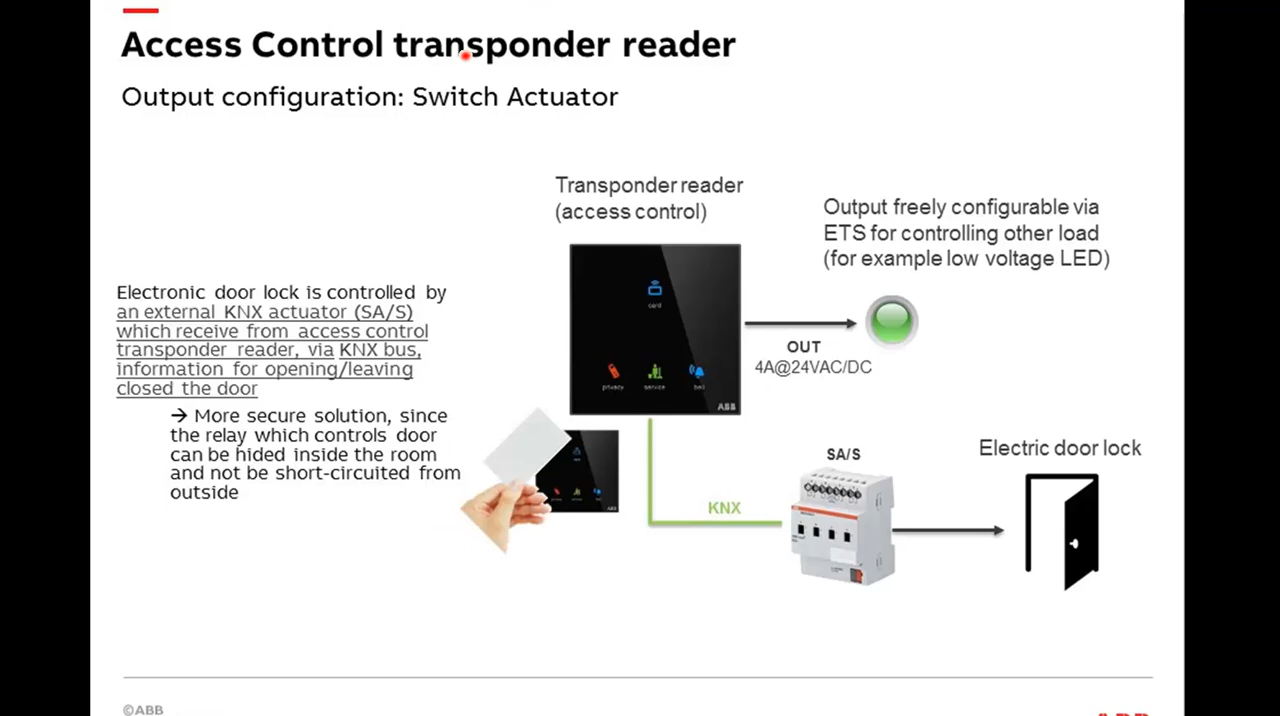 Access Control transponder reader
Output configuration: Switch Actuator
Transponder reader
(access control)
Output freely configurable via
ETS for controlling other load
(for example low voltage LED)
Electronic door lock is controlled by
an external KNX actuator (SA/S)
which receive from access control
transponder reader, via KNX bus,
information for opening/leaving
closed the door
→ More secure solution, since
the relay which controls door
can be hided inside the room
and not be short-circuited from
outside
card
privacy
service
bell
ABB
OUT
4A@24VAC/DC
KNX
SA/S
Electric door lock
©ABB
ABB